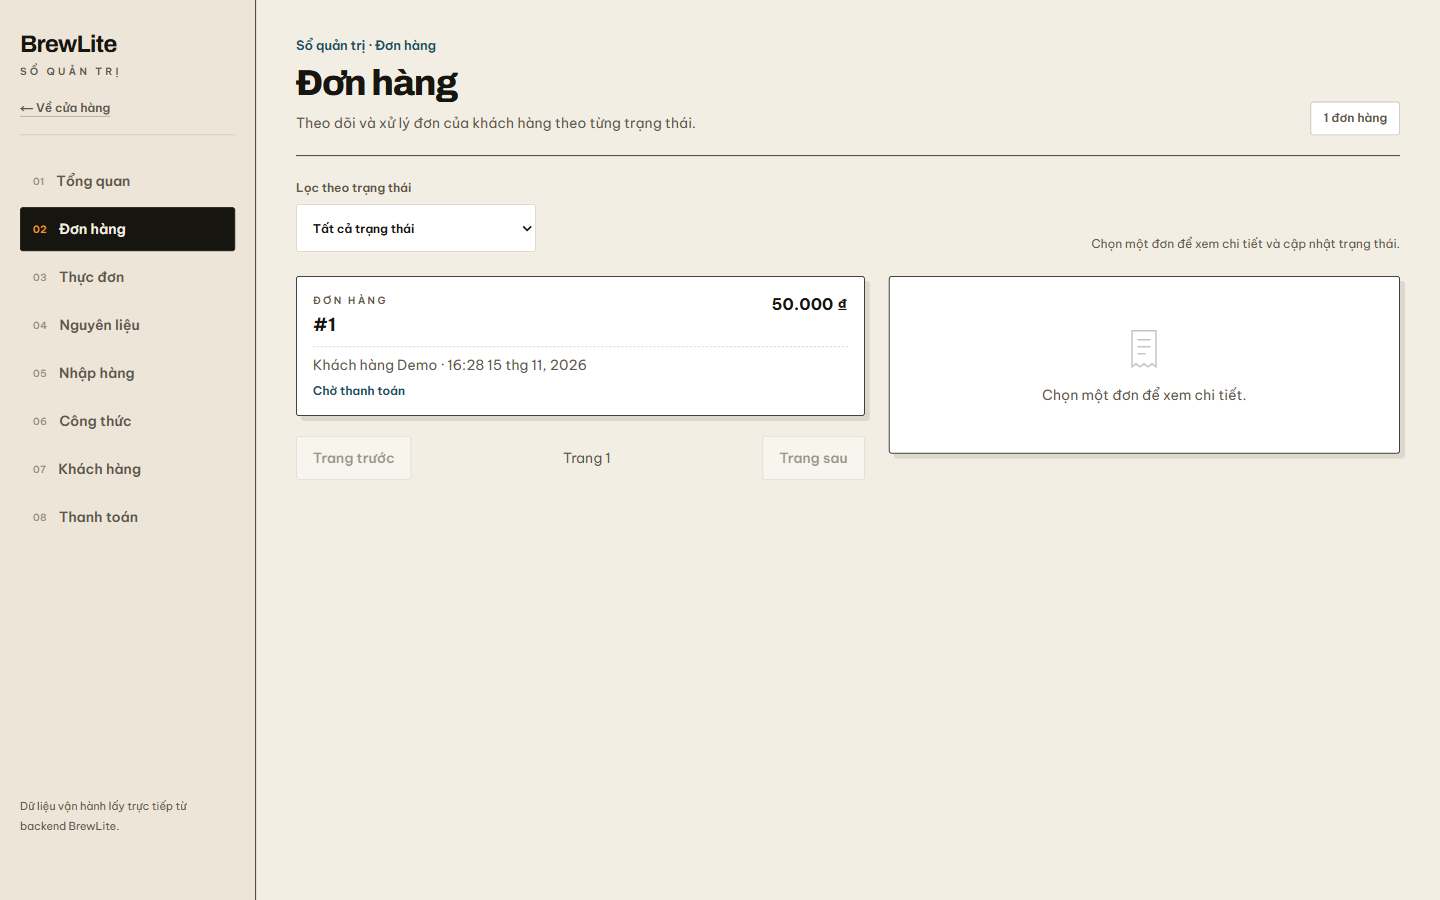 BrewLite
SỔ QUẢN TRỊ
← Về cửa hàng
01 Tổng quan
02 Đơn hàng
03 Thực đơn
04 Nguyên liệu
05 Nhập hàng
06 Công thức
07 Khách hàng
08 Thanh toán
Dữ liệu vận hành lấy trực tiếp từ
backend BrewLite.
Sổ quản trị · Đơn hàng
Đơn hàng
Theo dõi và xử lý đơn của khách hàng theo từng trạng thái.
1 đơn hàng
Lọc theo trạng thái
Tất cả trạng thái
Chọn một đơn để xem chi tiết và cập nhật trạng thái.
ĐƠN HÀNG
#1
50.000 ₫
Khách hàng Demo · 16:28 15 thg 11, 2026
Chờ thanh toán
Trang trước
Trang 1
Trang sau
Chọn một đơn để xem chi tiết.